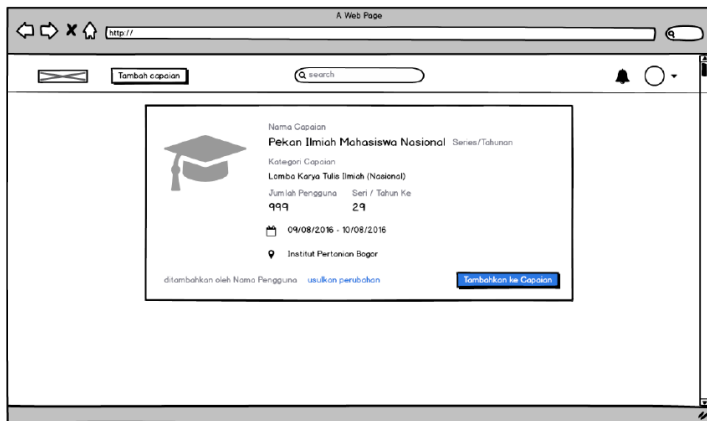 A Web Page
http://
Tambah capaian
search
Nama Capaian
Pekan Ilmiah Mahasiswa Nasional Series/Tahunan
Kategori Capaian
Lomba Karya Tulis Ilmiah (Nasional)
Jumlah Pengguna Seri / Tahun Ke
999 29
09/08/2016 - 10/08/2016
Institut Pertanian Bogor
ditambahkan oleh Nama Pengguna usulkan perubahan Tambahkan ke Capaian